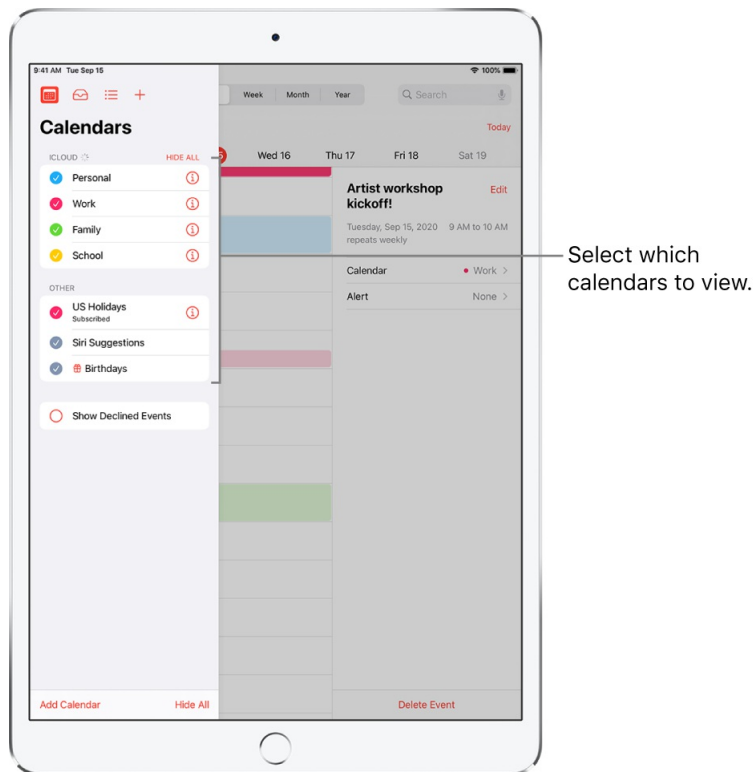 9:41 AM Tue Sep 15
100%
Week Month Year
Search
Calendars
Today
ICLOUD
HIDE ALL
Wed 16 Thu 17 Fri 18 Sat 19
Personal
Work
Family
School
OTHER
US Holidays
Subscribed
Siri Suggestions
Birthdays
Show Declined Events
Add Calendar
Hide All
Artist workshop
kickoff!
Edit
Tuesday, Sep 15, 2020 9 AM to 10 AM
repeats weekly
Calendar
Work
Alert
None
Delete Event
Select which
calendars to view.